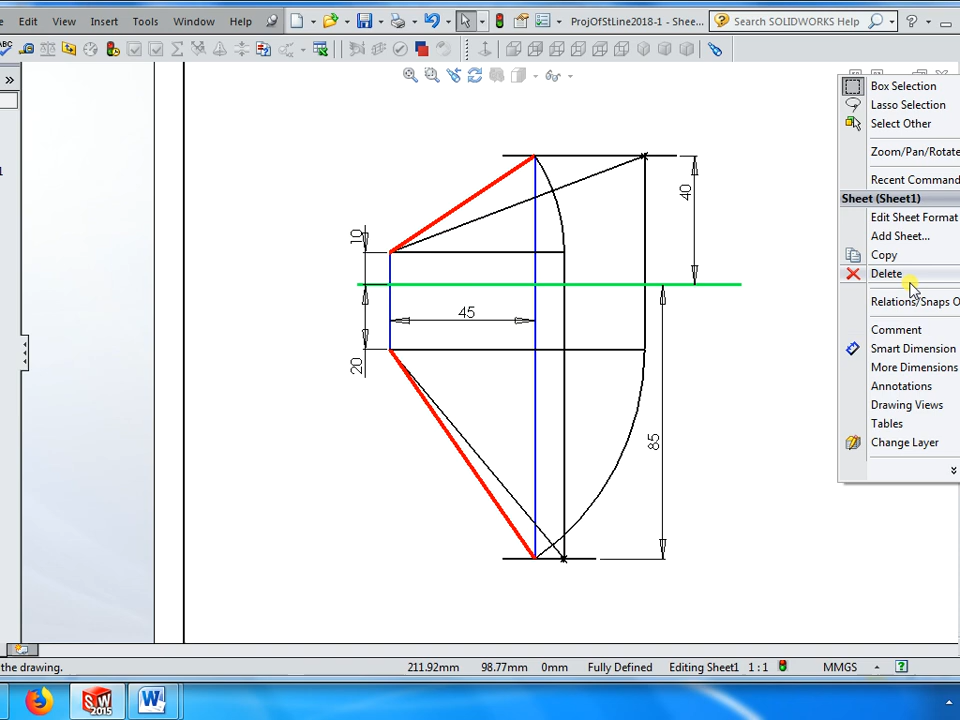 Edit View Insert Tools Window Help ProjOfStLine2018-1 - Shee... Search SOLIDWORKS Help ?
ABC
Box Selection
Lasso Selection
Select Other
Zoom/Pan/Rotate
Recent Command
Sheet (Sheet1)
Edit Sheet Format
Add Sheet...
Copy
Delete
Relations/Snaps O
Comment
Smart Dimension
More Dimensions
Annotations
Drawing Views
Tables
Change Layer
40
10
45
20
85
the drawing. 211.92mm 98.77mm 0mm Fully Defined Editing Sheet1 1 : 1 MMGS ?
SW
2015
W